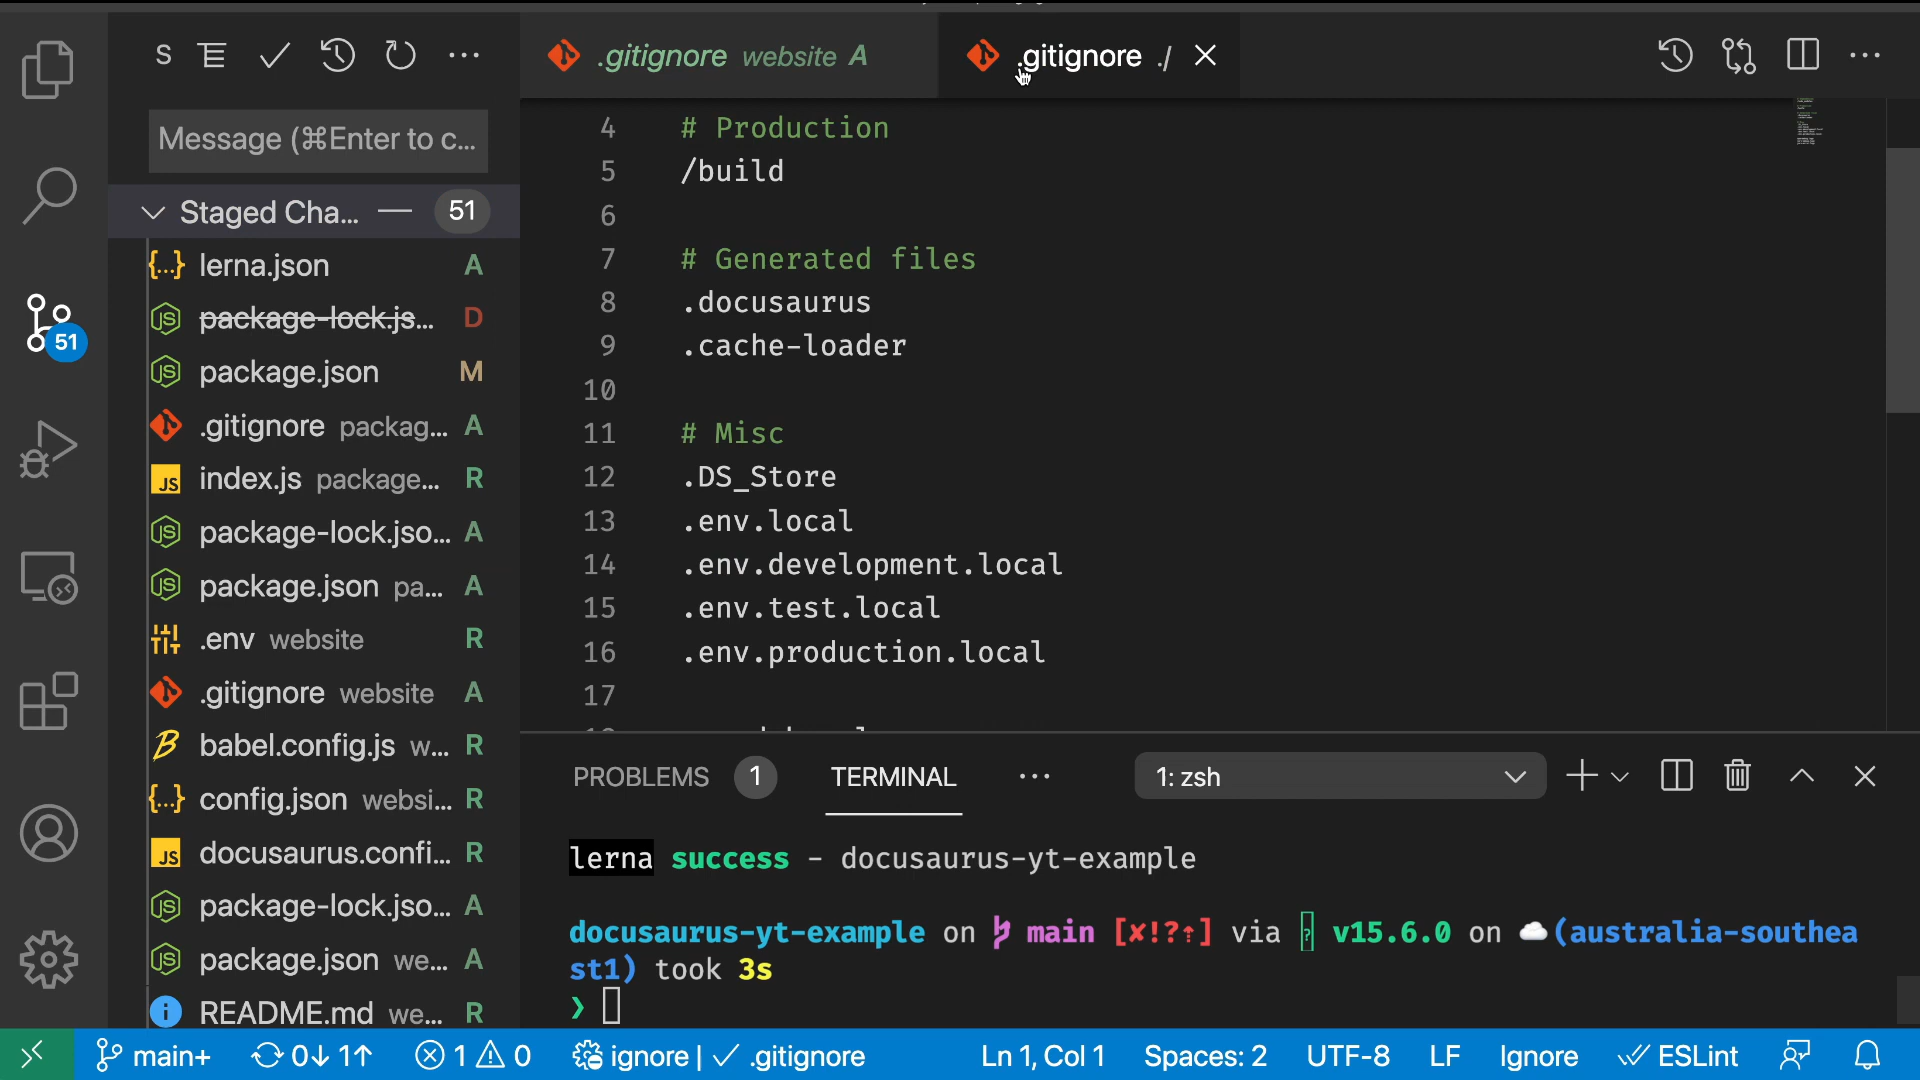 S
.gitignore website A
.gitignore ./
Message (⌘Enter to c...
Staged Cha... 51
51
lerna.json A
package-lock.js... D
package.json M
.gitignore packag... A
index.js package... R
package-lock.jso... A
package.json pa... A
.env website R
.gitignore website A
babel.config.js w... R
config.json websi... R
docusaurus.confi... R
package-lock.jso... A
package.json we... A
README.md we... R
4 # Production
5 /build
6
7 # Generated files
8 .docusaurus
9 .cache-loader
10
11 # Misc
12 .DS_Store
13 .env.local
14 .env.development.local
15 .env.test.local
16 .env.production.local
17
PROBLEMS 1 TERMINAL ... 1: zsh
lerna success - docusaurus-yt-example
docusaurus-yt-example on main [✘!?⇡] via v15.6.0 on ☁️ (australia-southea
st1) took 3s
❯
main+ 0↓ 1↑ 1 0 ignore | ✓ .gitignore Ln 1, Col 1 Spaces: 2 UTF-8 LF Ignore ESLint